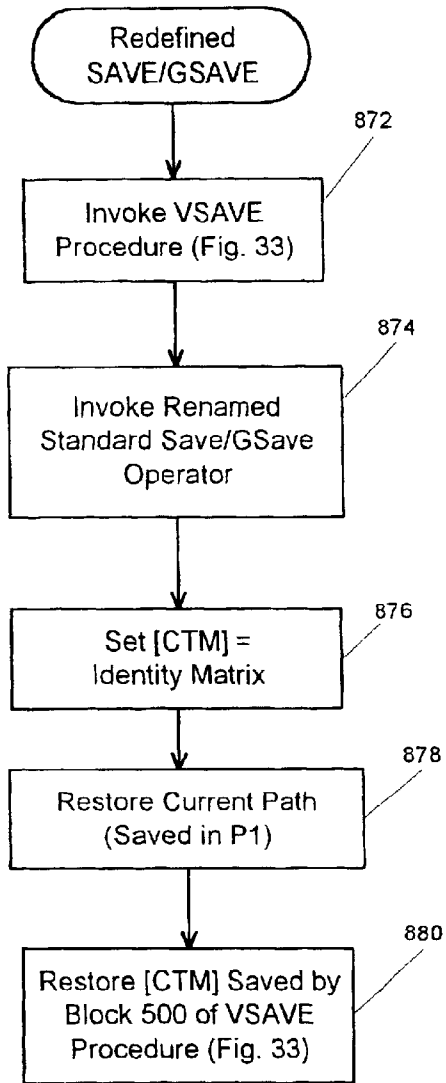 Redefined
SAVE/GSAVE
872
Invoke VSAVE
Procedure (Fig. 33)
874
Invoke Renamed
Standard Save/GSave
Operator
876
Set [CTM] =
Identity Matrix
878
Restore Current Path
(Saved in P1)
880
Restore [CTM] Saved by
Block 500 of VSAVE
Procedure (Fig. 33)